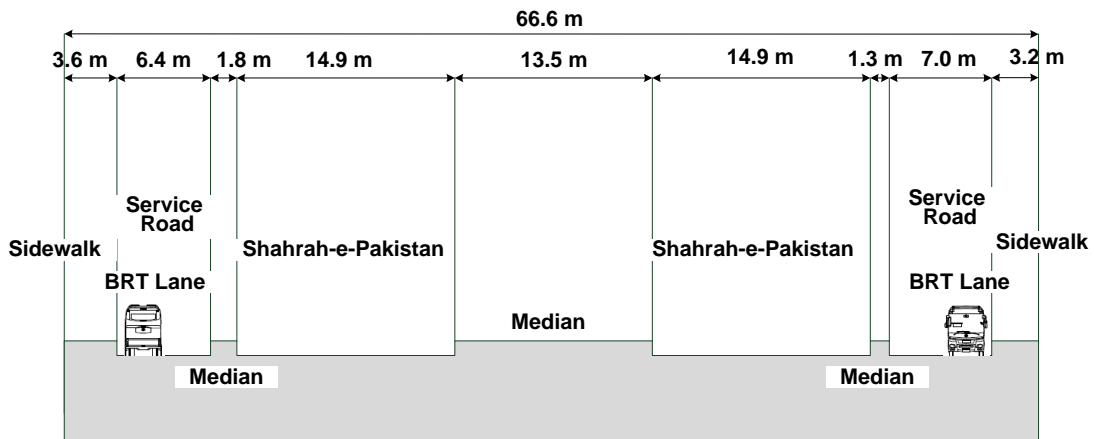 66.6 m
3.6 m 6.4 m 1.8 m 14.9 m 13.5 m 14.9 m 1.3 m 7.0 m 3.2 m
Service
Road
Service
Road
Sidewalk
Shahrah-e-Pakistan
Shahrah-e-Pakistan
Sidewalk
BRT Lane
BRT Lane
Median
Median
Median